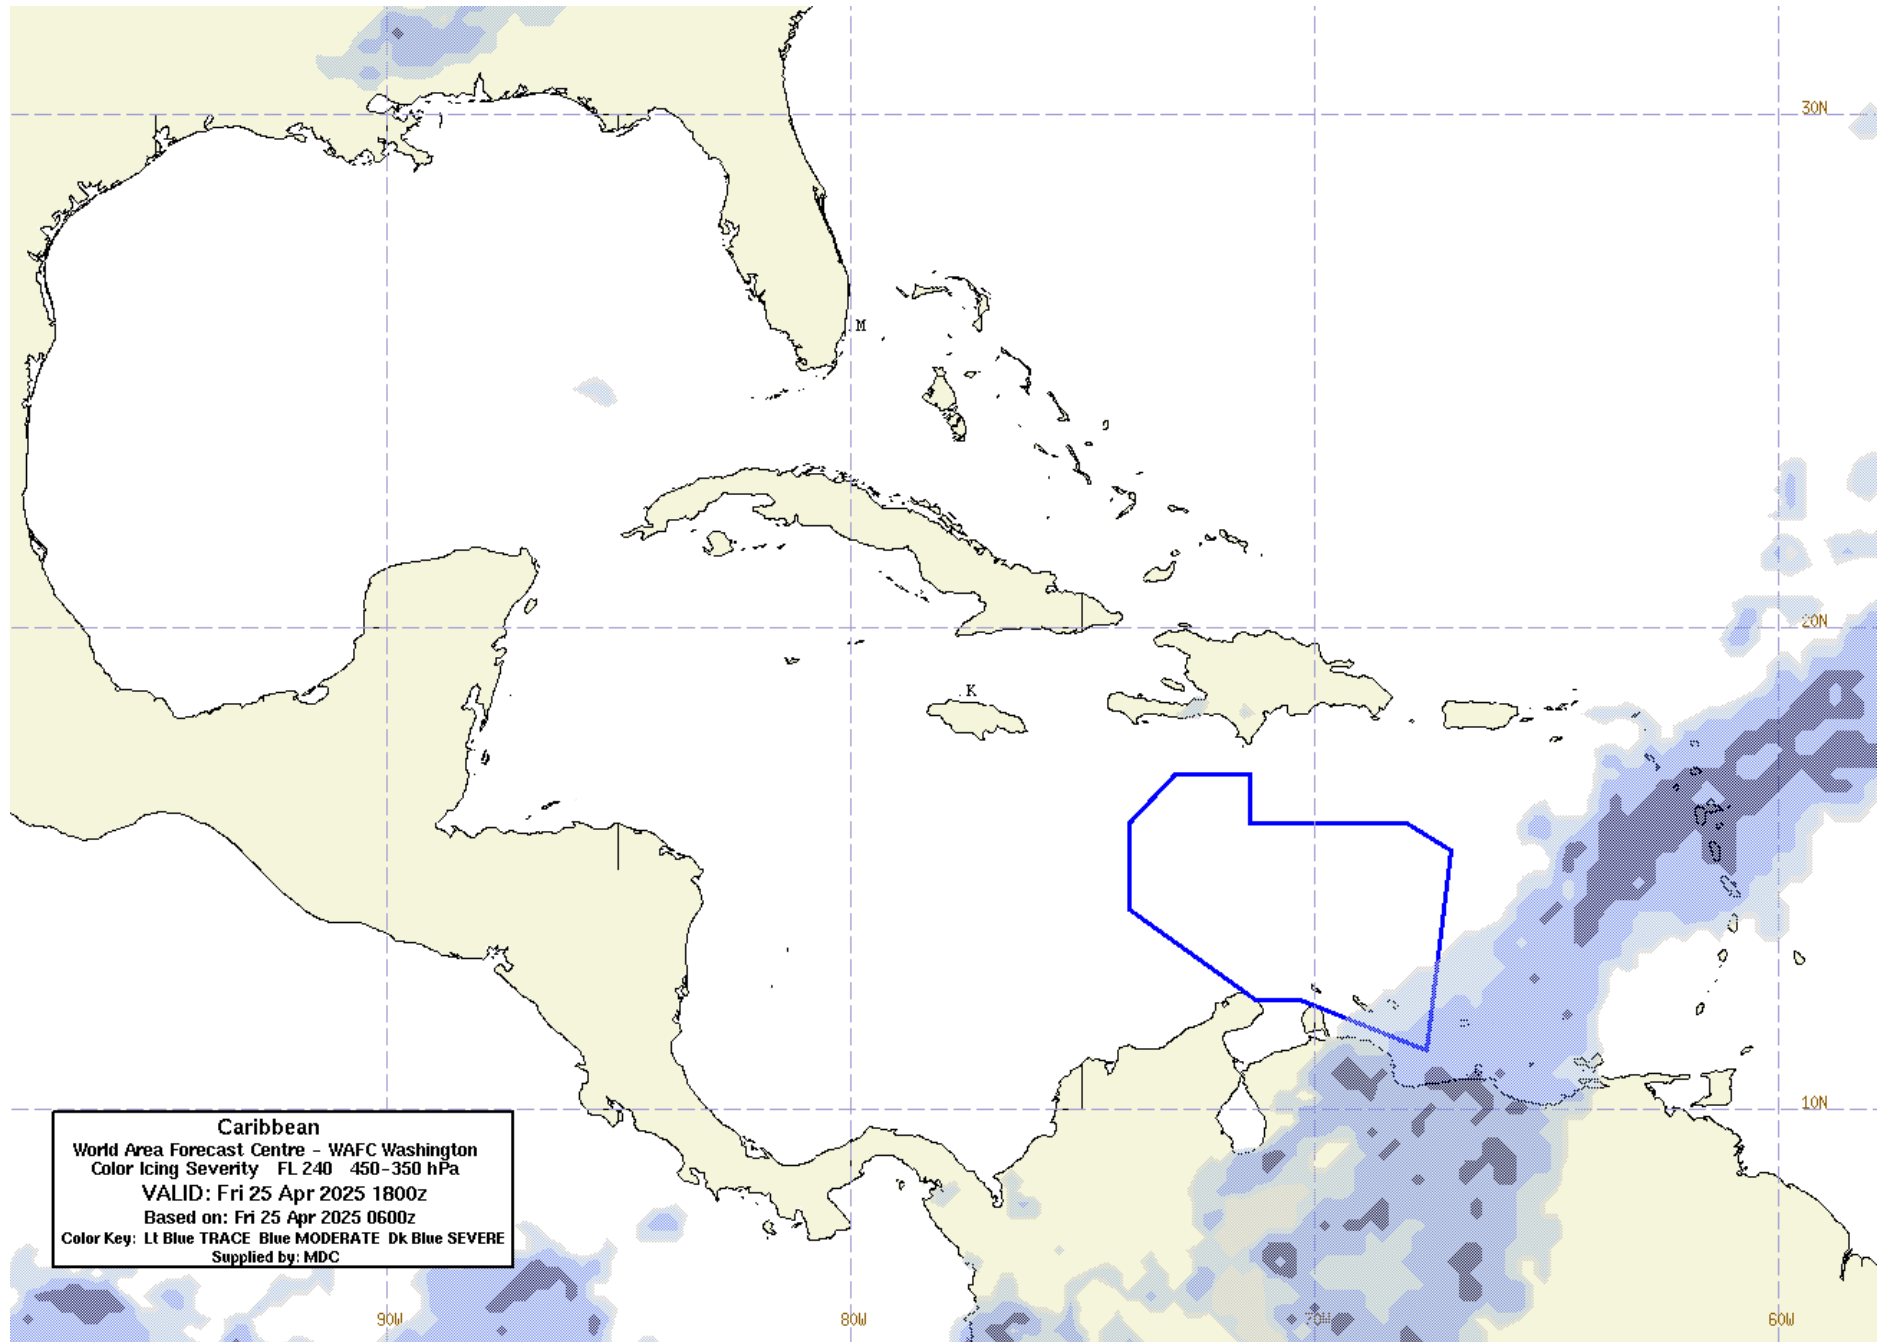 30N
M
20N
K
10N
Caribbean
World Area Forecast Centre - WAFC Washington
Color Icing Severity FL 240 450-350 hPa
VALID: Fri 25 Apr 2025 1800z
Based on: Fri 25 Apr 2025 0600z
Color Key: Lt Blue TRACE Blue MODERATE Dk Blue SEVERE
Supplied by: MDC
90W
80W
70W
60W